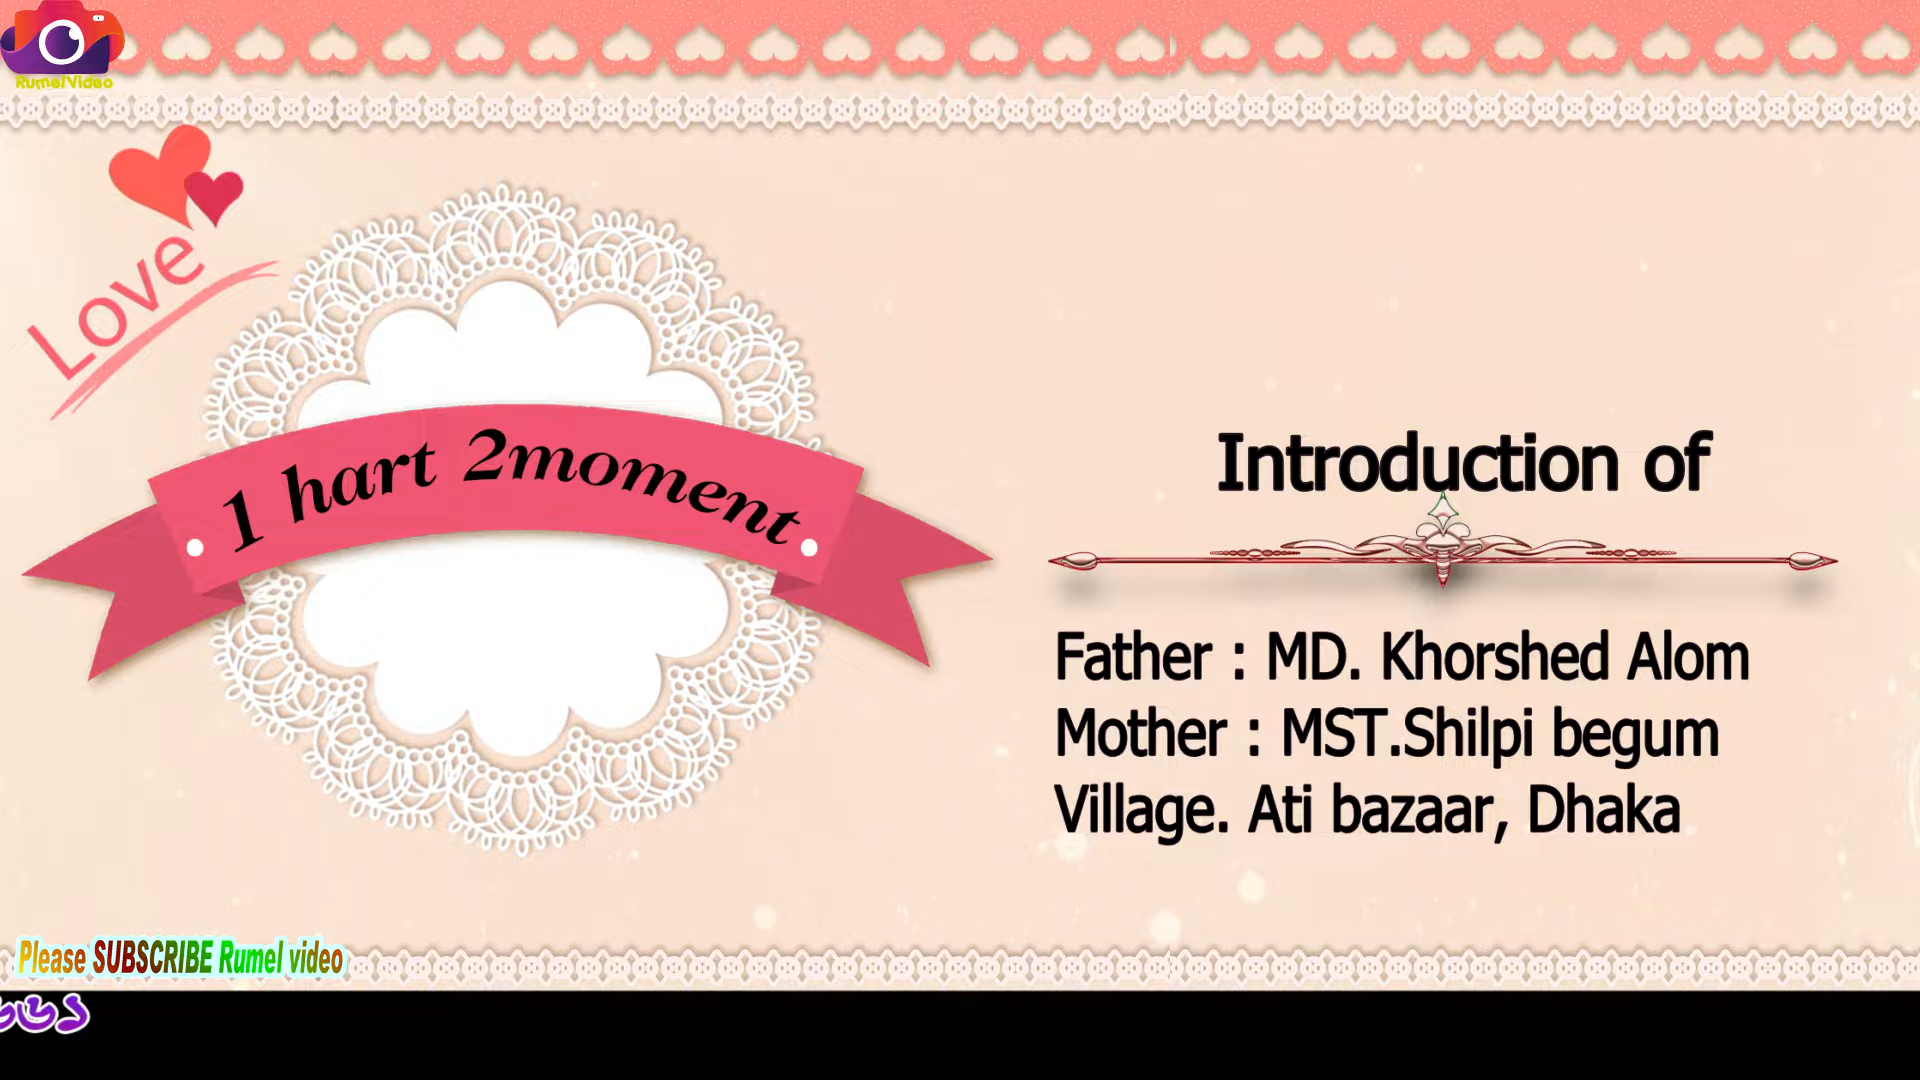 RumelVideo
Love
1 hart 2moment
Introduction of
Father : MD. Khorshed Alom
Mother : MST.Shilpi begum
Village. Ati bazaar, Dhaka
Please SUBSCRIBE Rumel video
৬৬১